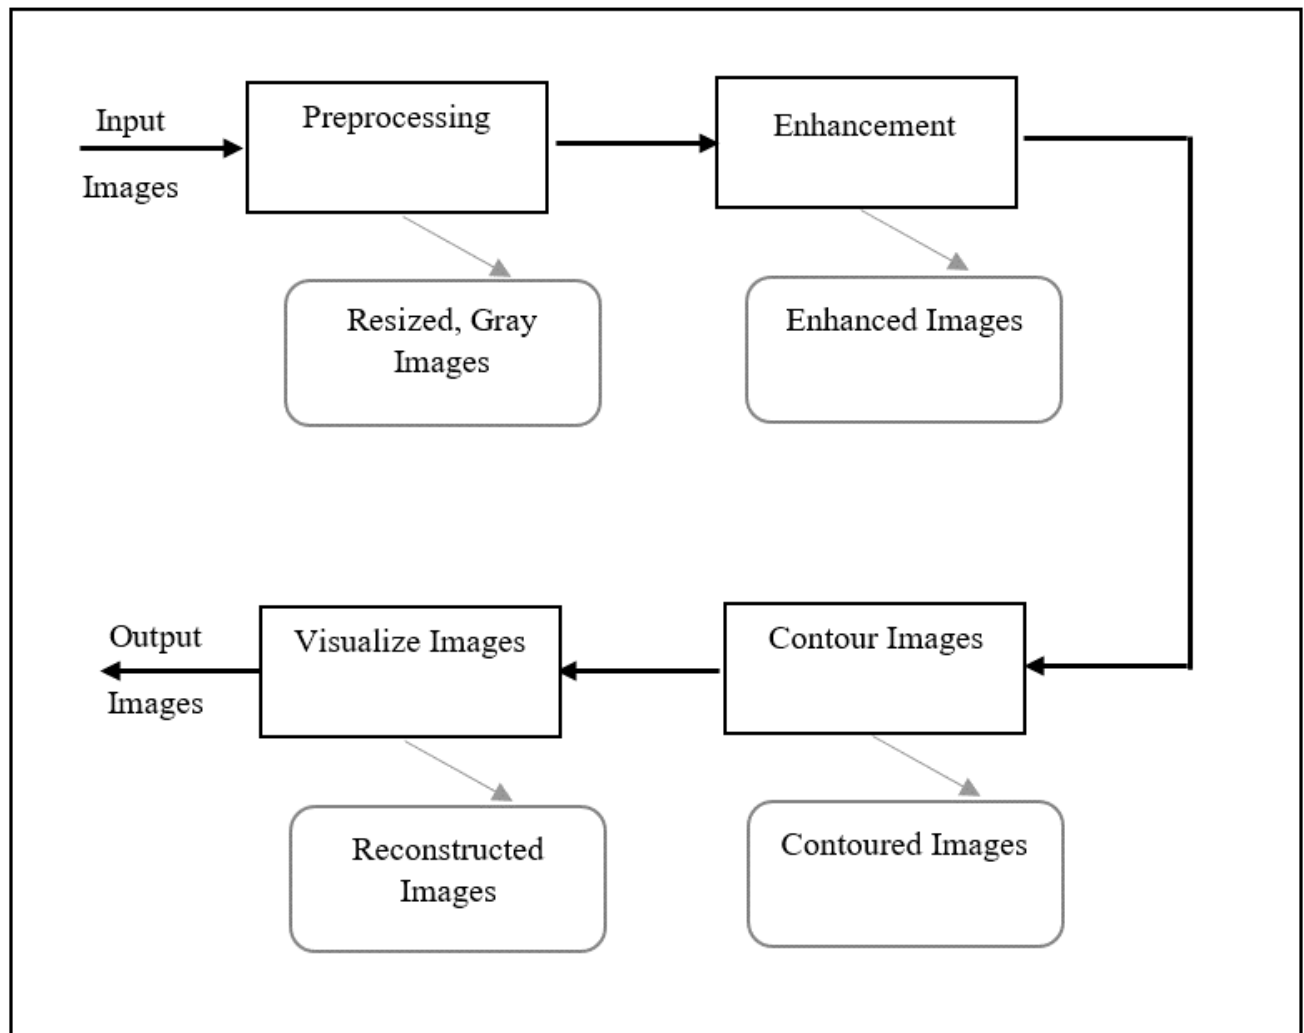 Input
Images
Preprocessing
Enhancement
Resized, Gray
Images
Enhanced Images
Output
Images
Visualize Images
Contour Images
Reconstructed
Images
Contoured Images